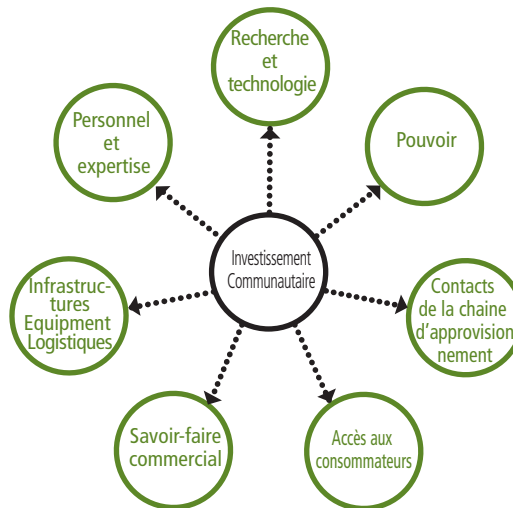 Recherche
et
technologie
Personnel
et
expertise
Pouvoir
Investissement
Communautaire
Infrastruc-
tures
Equipment
Logistiques
Contacts
de la chaine
d'approvision
nement
Savoir-faire
commercial
Accès aux
consommateurs